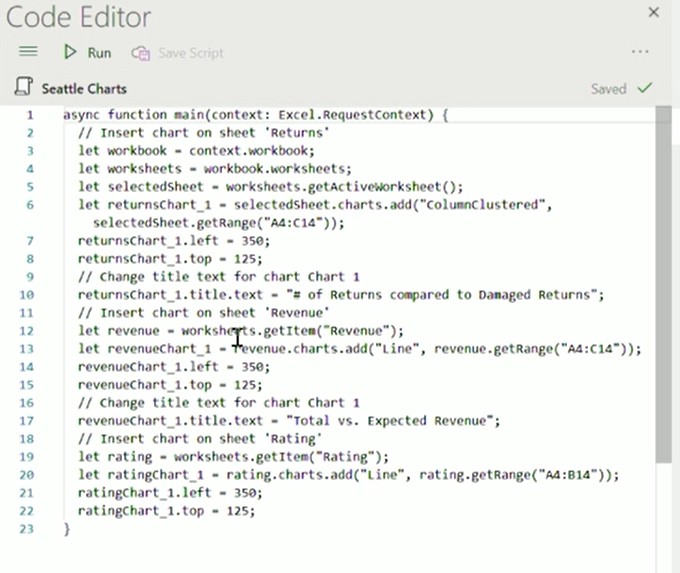 Code Editor
Run Save Script
Seattle Charts Saved
1 async function main(context: Excel.RequestContext) {
2 // Insert chart on sheet 'Returns'
3 let workbook = context.workbook;
4 let worksheets = workbook.worksheets;
5 let selectedSheet = worksheets.getActiveWorksheet();
6 let returnsChart_1 = selectedSheet.charts.add("ColumnClustered",
selectedSheet.getRange("A4:C14"));
7 returnsChart_1.left = 350;
8 returnsChart_1.top = 125;
9 // Change title text for chart Chart 1
10 returnsChart_1.title.text = "# of Returns compared to Damaged Returns";
11 // Insert chart on sheet 'Revenue'
12 let revenue = worksheets.getItem("Revenue");
13 let revenueChart_1 = revenue.charts.add("Line", revenue.getRange("A4:C14"));
14 revenueChart_1.left = 350;
15 revenueChart_1.top = 125;
16 // Change title text for chart Chart 1
17 revenueChart_1.title.text = "Total vs. Expected Revenue";
18 // Insert chart on sheet 'Rating'
19 let rating = worksheets.getItem("Rating");
20 let ratingChart_1 = rating.charts.add("Line", rating.getRange("A4:B14"));
21 ratingChart_1.left = 350;
22 ratingChart_1.top = 125;
23 }